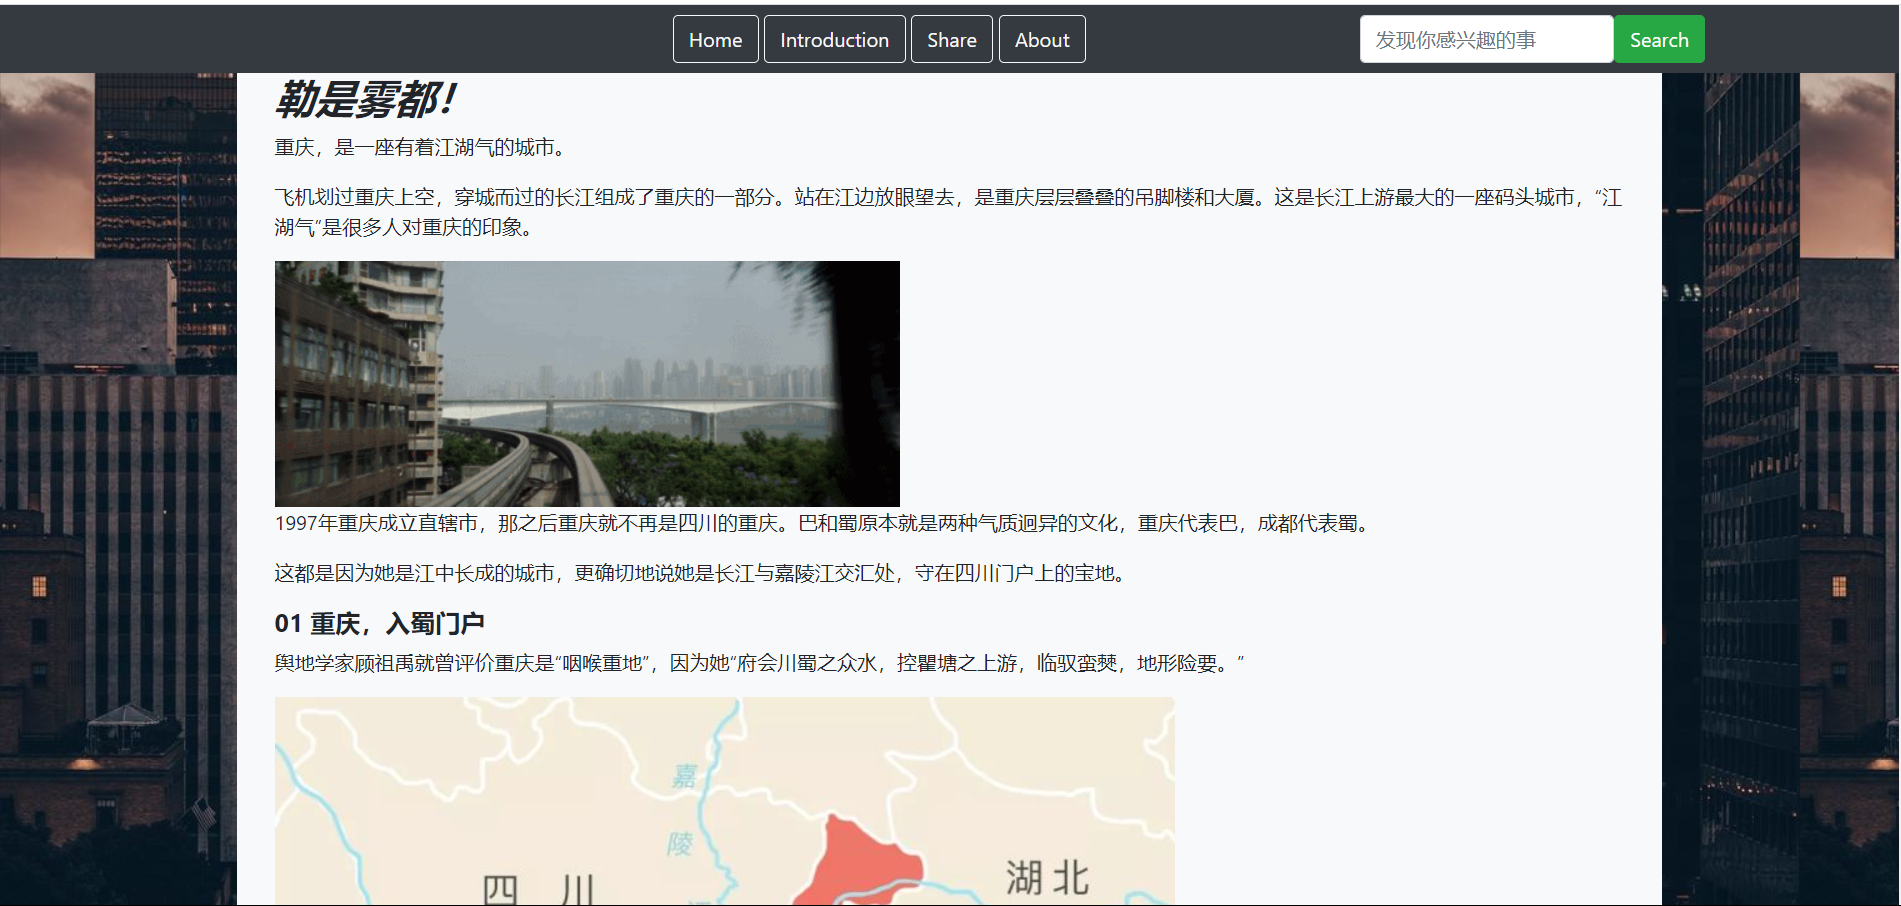 Home Introduction Share About 发现你感兴趣的事 Search
勒是雾都！
重庆，是一座有着江湖气的城市。
飞机划过重庆上空，穿城而过的长江组成了重庆的一部分。站在江边放眼望去，是重庆层层叠叠的吊脚楼和大厦。这是长江上游最大的一座码头城市，“江
湖气”是很多人对重庆的印象。
1997年重庆成立直辖市，那之后重庆就不再是四川的重庆。巴和蜀原本就是两种气质迥异的文化，重庆代表巴，成都代表蜀。
这都是因为她是江中长成的城市，更确切地说她是长江与嘉陵江交汇处，守在四川门户上的宝地。
01 重庆，入蜀门户
舆地学家顾祖禹就曾评价重庆是“咽喉重地”，因为她“府会川蜀之众水，控瞿塘之上游，临驭蛮僰，地形险要。”
嘉
陵
四川
湖北